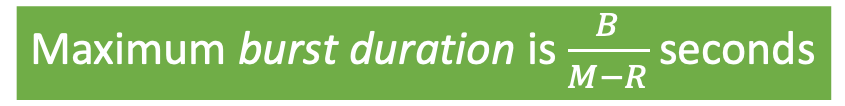 Maximum burst duration is B/M−R seconds